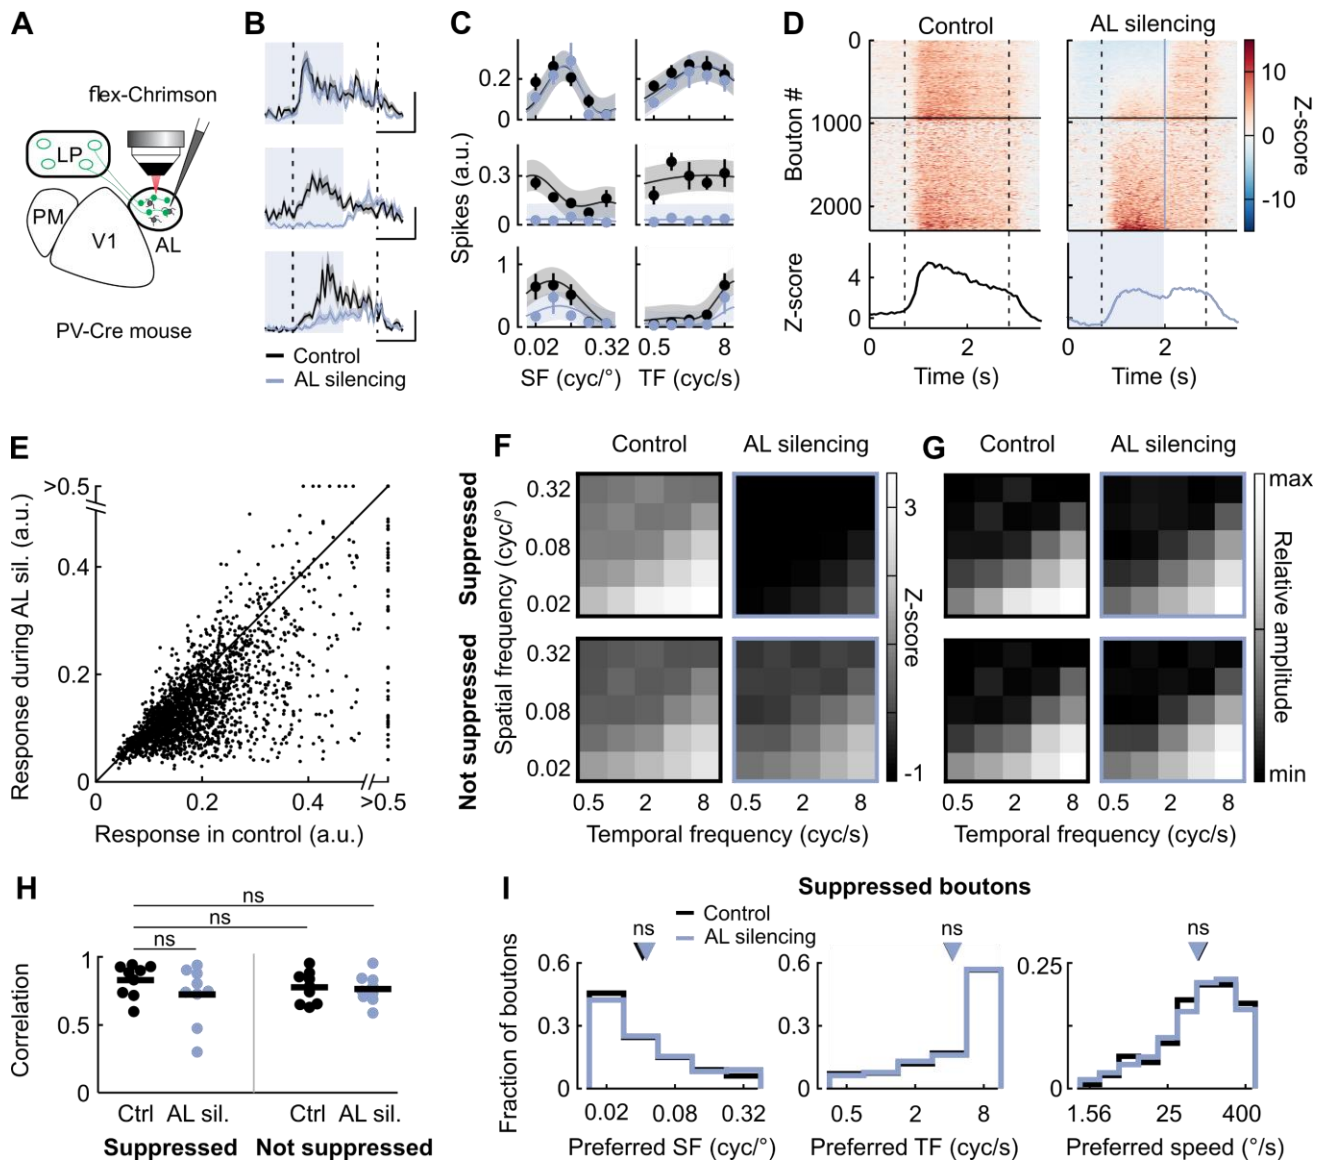 A
flex-Chrimson
LP
PM
V1
AL
PV-Cre mouse
B
Control
AL silencing
C
Spikes (a.u.)
0.2
0
0.3
0
1
0
0.02
0.32
0.5
8
SF (cyc/°)
TF (cyc/s)
D
Control
AL silencing
Bouton #
0
1000
2000
10
0
-10
Z-score
Z-score
4
0
0
2
2
0
Time (s)
Time (s)
E
Response during AL sil. (a.u.)
>0.5
0.4
0.2
0
0
0.2
0.4
>0.5
Response in control (a.u.)
F
Control
AL silencing
Suppressed
Not suppressed
Spatial frequency (cyc/°)
0.32
0.08
0.02
0.32
0.08
0.02
0.5
2
8
0.5
2
8
Temporal frequency (cyc/s)
3
Z-score
-1
G
Control
AL silencing
0.5
2
8
0.5
2
8
Temporal frequency (cyc/s)
max
Relative amplitude
min
H
ns
ns
ns
Correlation
1
0.5
0
Ctrl
AL sil.
Ctrl
AL sil.
Suppressed
Not suppressed
I
Suppressed boutons
Control
AL silencing
ns
ns
ns
Fraction of boutons
0.6
0.3
0
0.02
0.08
0.32
Preferred SF (cyc/°)
0.6
0.3
0
0.5
2
8
Preferred TF (cyc/s)
0.25
0
1.56
25
400
Preferred speed (°/s)